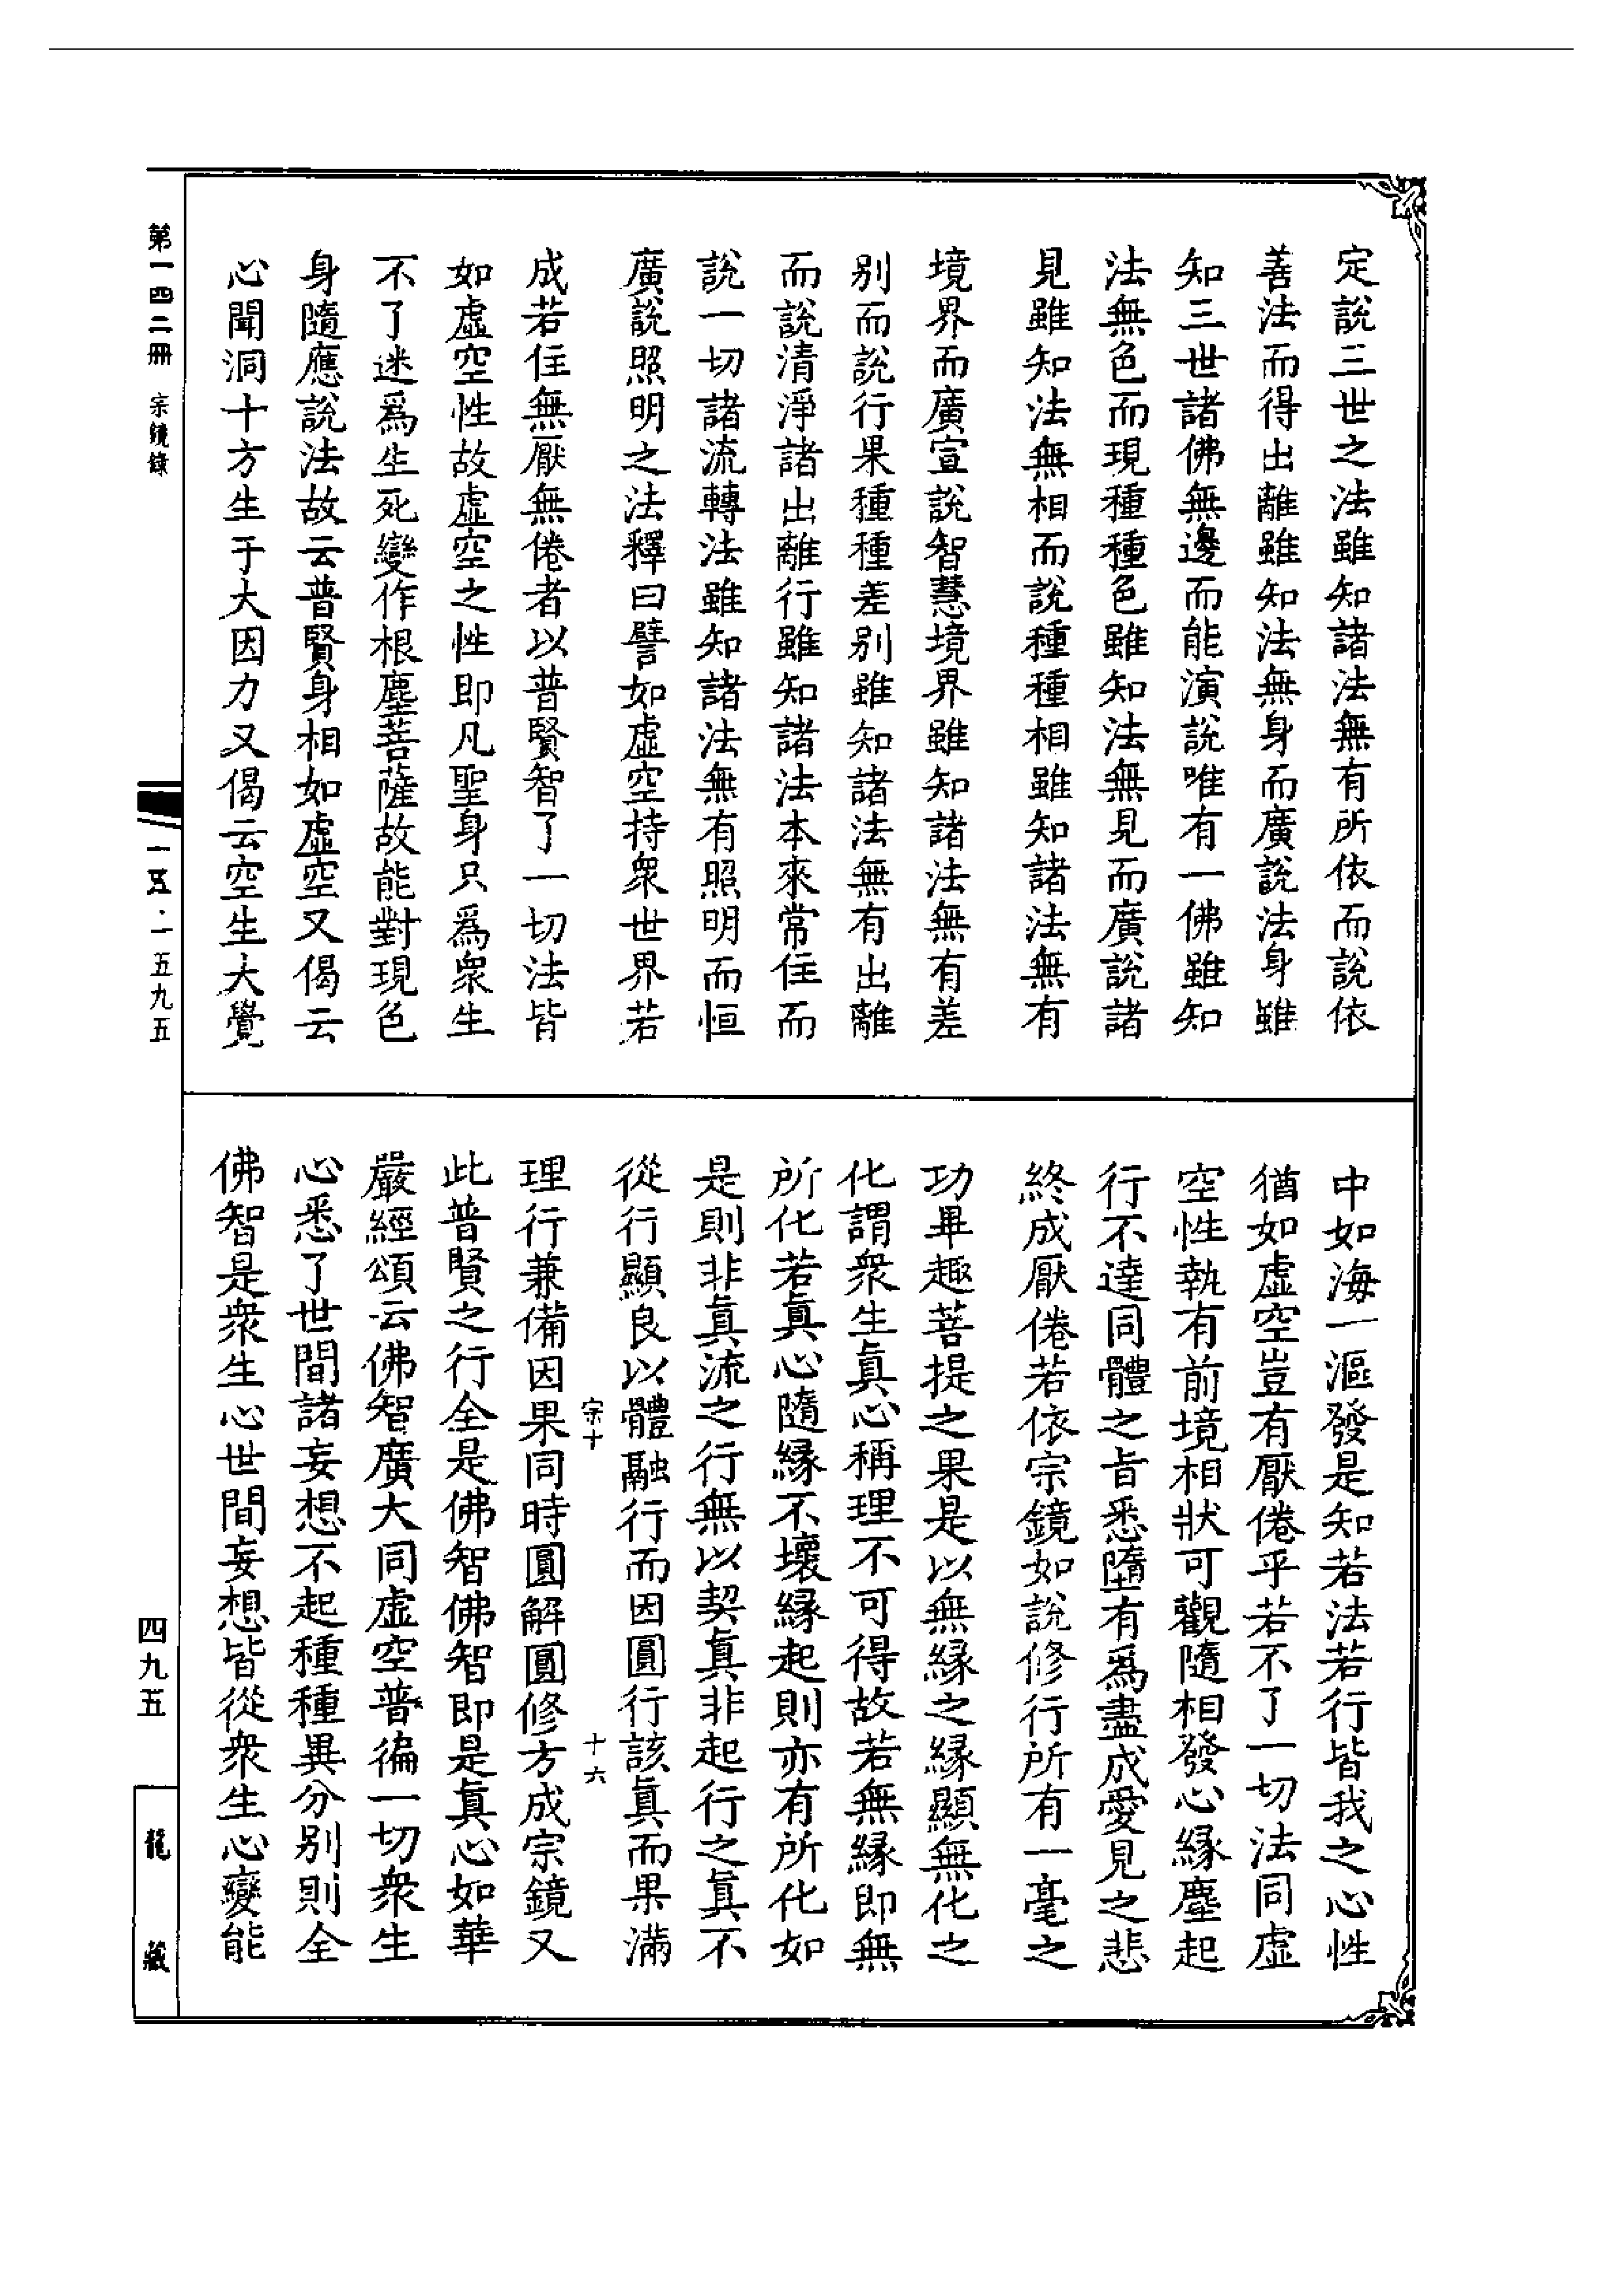 定說三世之法雖知諸法無有所依而說依
善法而得出離雖知法無身而廣說法身雖
知三世諸佛無邊而能演說唯有一佛雖知
法無色而現種種色雖知法無見而廣說諸
見雖知法無相而說種種相雖知諸法無有
境界而廣宣說智慧境界雖知諸法無有差
別而說行果種種差別雖知諸法無有出離
而說清淨諸出離行雖知諸法本來常住而
說一切諸流轉法雖知諸法無有照明而恒
廣說照明之法釋曰譬如虛空持眾世界若
成若住無厭無倦者以普賢智了一切法皆
如虛空性故虛空之性即凡聖身只為眾生
不了迷為生死變作根塵菩薩故能對現色
身隨應說法故云普賢身相如虛空又偈云
心聞洞十方生于大因力又偈云空生大覺
中如海一漚發是知若法若行皆我之心性
猶如虛空豈有厭倦乎若不了一切法同虛
空性執有前境相狀可觀隨相發心緣塵起
行不達同體之旨悉墮有為盡成愛見之悲
終成厭倦若依宗鏡如說修行所有一毫之
功畢趣菩提之果是以無緣之緣顯無化之
化謂眾生真心稱理不可得故若無緣即無
所化若真心隨緣不壞緣起則亦有所化如
是則非真流之行無以契真非起行之真不
從行顯良以體融行而因圓行該真而果滿
宗十
十六
理行兼備因果同時圓解圓修方成宗鏡又
此普賢之行全是佛智佛智即是真心如華
嚴經頌云佛智廣大同虛空普徧一切眾生
心悉了世間諸妄想不起種種異分別則全
佛智是眾生心世間妄想皆從眾生心變能
第一四二冊 宗鏡錄
一五·一五九五
四九五
龍藏